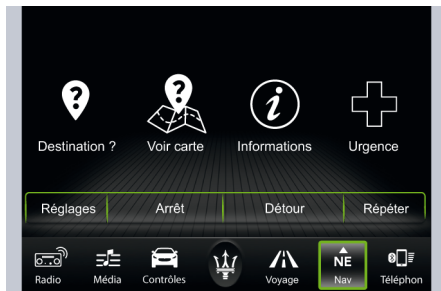 Destination ? Voir carte Informations Urgence
Réglages Arrêt Détour Répéter
NE
Radio Média Contrôles Voyage Nav Téléphon